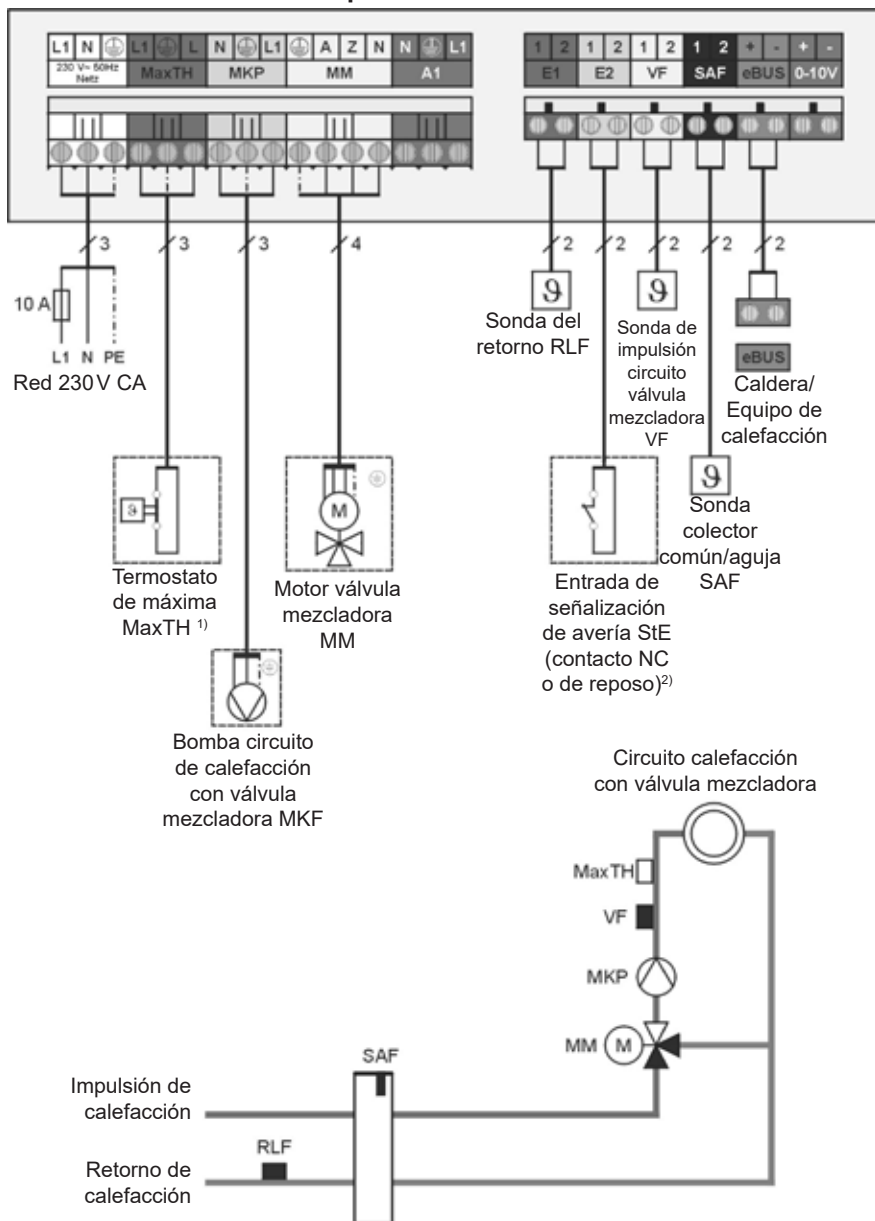 L1 N L1 L N L1 A Z N N L1
230 V~ 50Hz
Netz
MaxTH MKP MM A1
1 2 1 2 1 2 1 2 + - + -
E1 E2 VF SAF eBUS 0-10V
3 3 3 4 2 2 2 2 2
10 A
L1 N PE
Red 230 V CA
ϑ
Sonda del
retorno RLF
ϑ
Sonda de
impulsión
circuito
válvula
mezcladora
VF
eBUS
Caldera/
Equipo de
calefacción
ϑ
Termostato
de máxima
MaxTH 1)
M
Motor válvula
mezcladora
MM
Entrada de
señalización
de avería StE
(contacto NC
o de reposo)2)
ϑ
Sonda
colector
común/aguja
SAF
Bomba circuito
de calefacción
con válvula
mezcladora MKF
Circuito calefacción
con válvula mezcladora
MaxTH
VF
MKP
MM M
SAF
Impulsión de
calefacción
RLF
Retorno de
calefacción